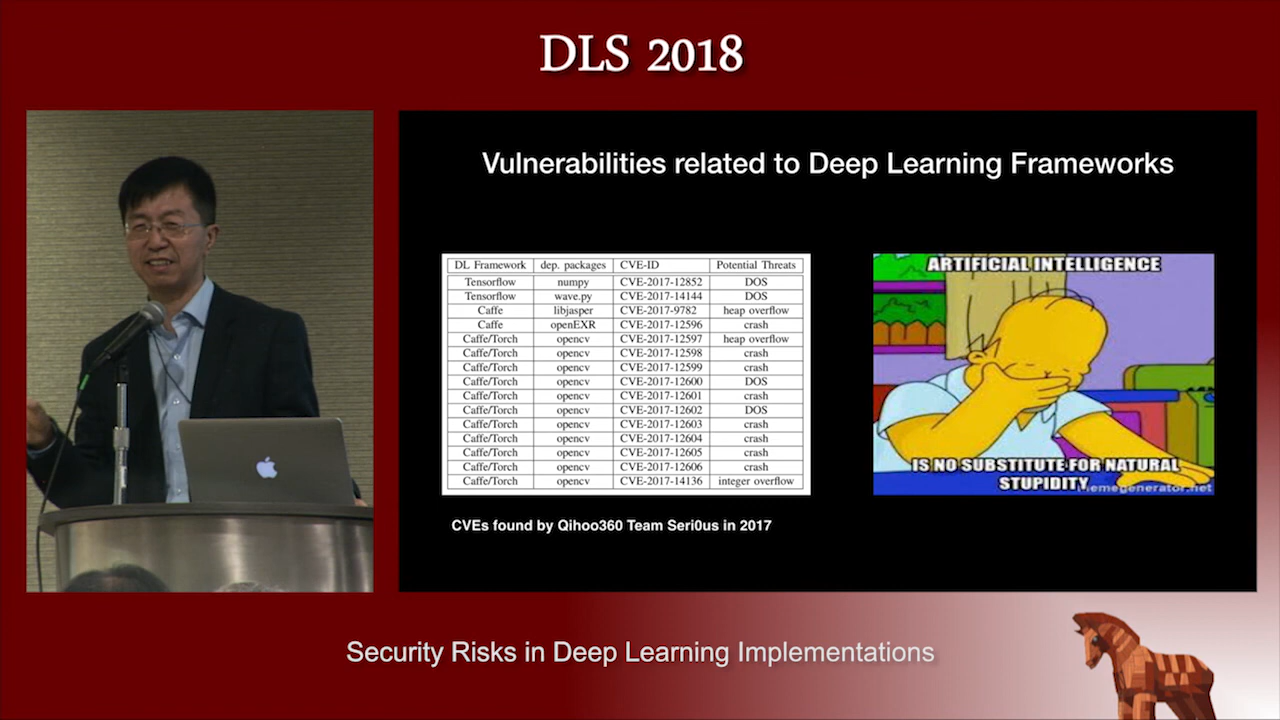 DLS 2018
Vulnerabilities related to Deep Learning Frameworks
DL Framework dep. packages CVE-ID Potential Threats
Tensorflow numpy CVE-2017-12852 DOS
Tensorflow wave.py CVE-2017-14144 DOS
Caffe libjasper CVE-2017-9782 heap overflow
Caffe openEXR CVE-2017-12596 crash
Caffe/Torch opencv CVE-2017-12597 heap overflow
Caffe/Torch opencv CVE-2017-12598 crash
Caffe/Torch opencv CVE-2017-12599 crash
Caffe/Torch opencv CVE-2017-12600 DOS
Caffe/Torch opencv CVE-2017-12601 crash
Caffe/Torch opencv CVE-2017-12602 DOS
Caffe/Torch opencv CVE-2017-12603 crash
Caffe/Torch opencv CVE-2017-12604 crash
Caffe/Torch opencv CVE-2017-12605 crash
Caffe/Torch opencv CVE-2017-12606 crash
Caffe/Torch opencv CVE-2017-14136 integer overflow
CVEs found by Qihoo360 Team Seri0us in 2017
ARTIFICIAL INTELLIGENCE
IS NO SUBSTITUTE FOR NATURAL
STUPIDITY
memegenerator.net
Security Risks in Deep Learning Implementations